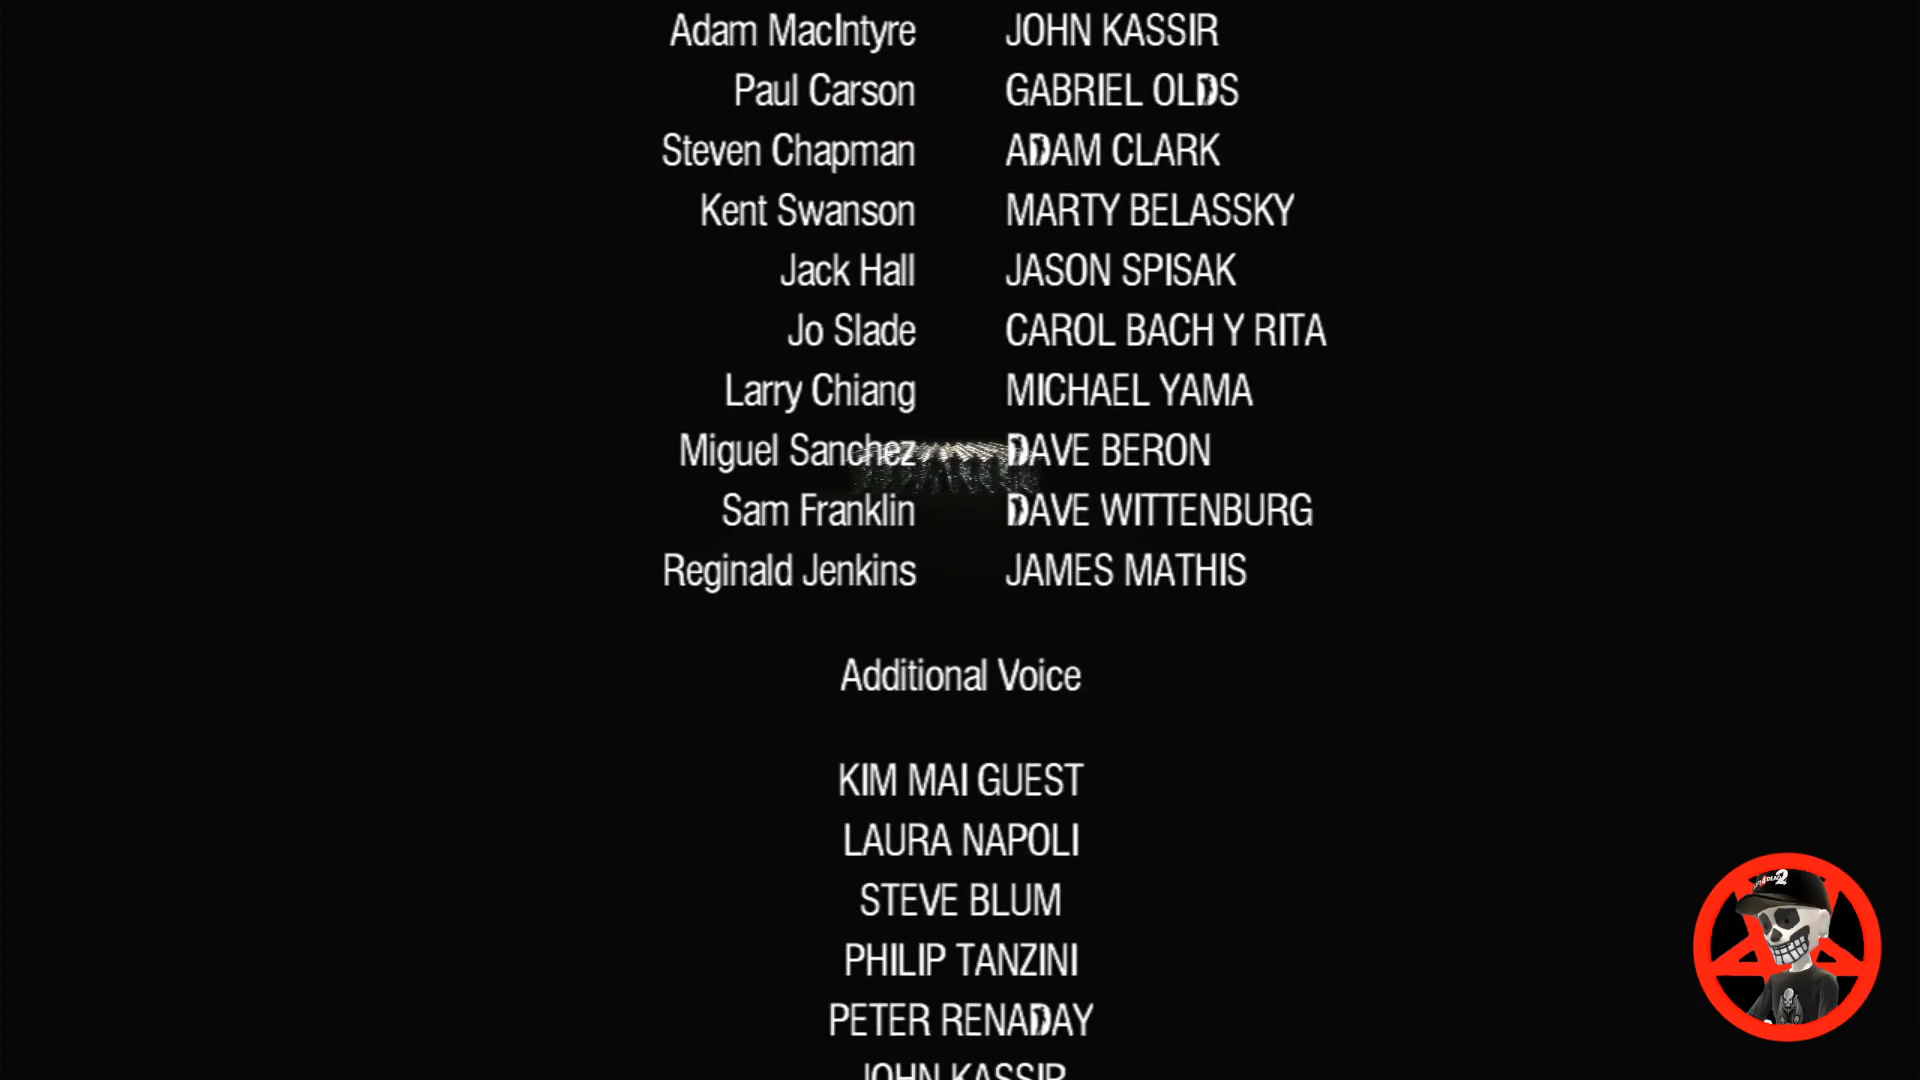 Adam MacIntyre JOHN KASSIR
Paul Carson GABRIEL OLDS
Steven Chapman ADAM CLARK
Kent Swanson MARTY BELASSKY
Jack Hall JASON SPISAK
Jo Slade CAROL BACH Y RITA
Larry Chiang MICHAEL YAMA
Miguel Sanchez DAVE BERON
Sam Franklin DAVE WITTENBURG
Reginald Jenkins JAMES MATHIS
Additional Voice
KIM MAI GUEST
LAURA NAPOLI
STEVE BLUM
PHILIP TANZINI
PETER RENADAY
JOHN KASSIR